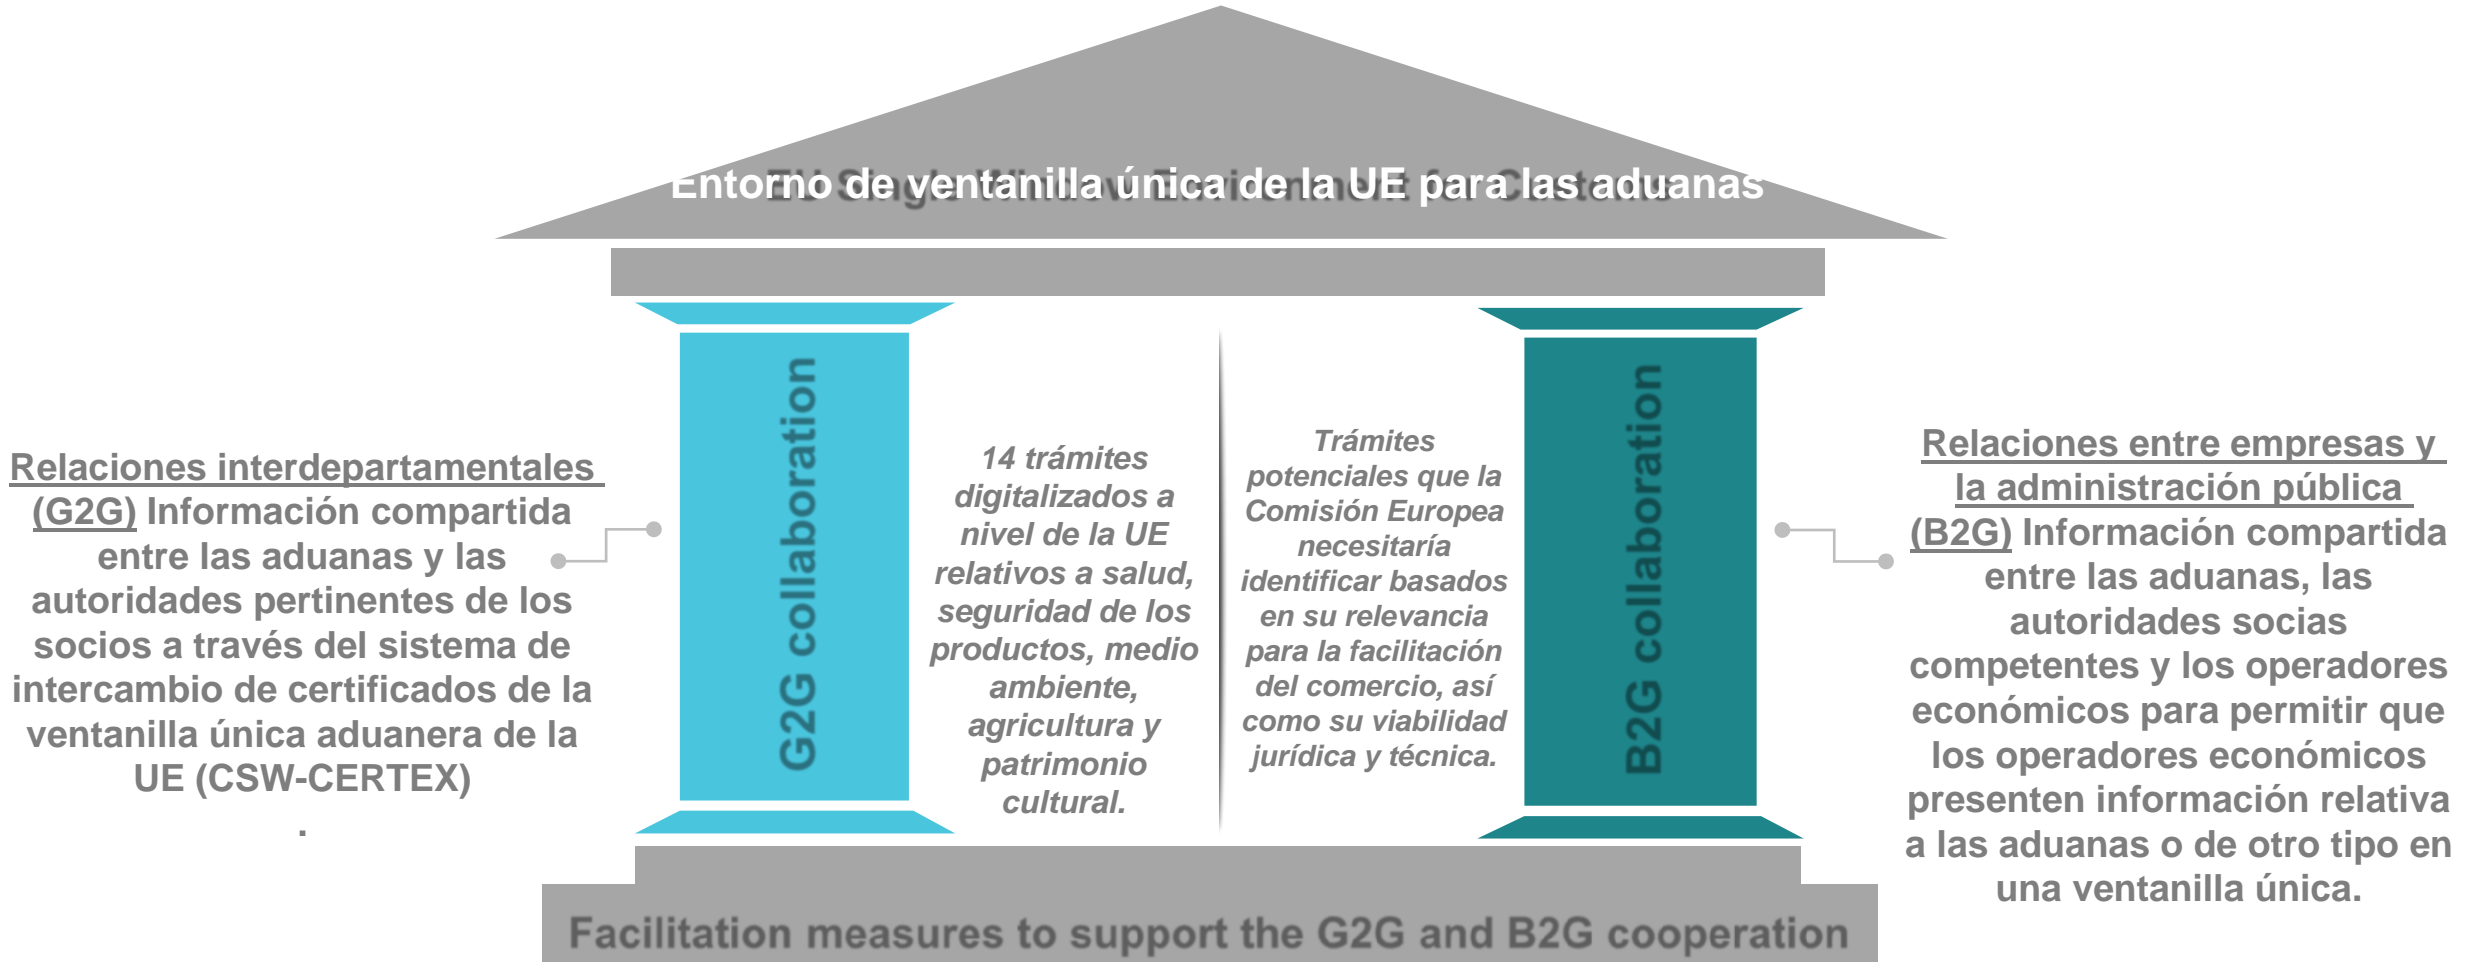 Entorno de ventanilla única de la UE para las aduanas
EU Single Window Environment for Customs
Relaciones interdepartamentales
(G2G) Información compartida
entre las aduanas y las
autoridades pertinentes de los
socios a través del sistema de
intercambio de certificados de la
ventanilla única aduanera de la
UE (CSW-CERTEX)
.
G2G collaboration
14 trámites
digitalizados a
nivel de la UE
relativos a salud,
seguridad de los
productos, medio
ambiente,
agricultura y
patrimonio
cultural.
Trámites
potenciales que la
Comisión Europea
necesitaría
identificar basados
en su relevancia
para la facilitación
del comercio, así
como su viabilidad
jurídica y técnica.
B2G collaboration
Relaciones entre empresas y
la administración pública
(B2G) Información compartida
entre las aduanas, las
autoridades socias
competentes y los operadores
económicos para permitir que
los operadores económicos
presenten información relativa
a las aduanas o de otro tipo en
una ventanilla única.
Facilitation measures to support the G2G and B2G cooperation